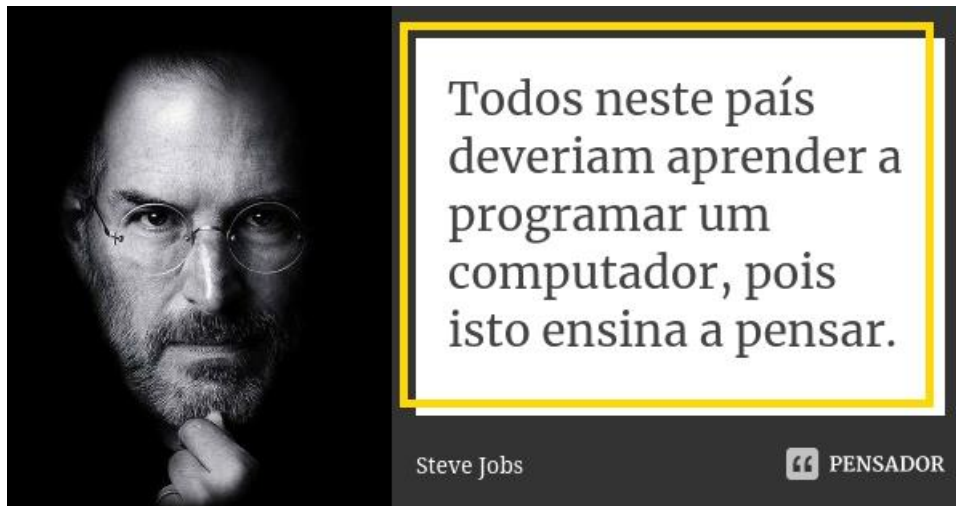 Todos neste país
deveriam aprender a
programar um
computador, pois
isto ensina a pensar.
Steve Jobs
PENSADOR